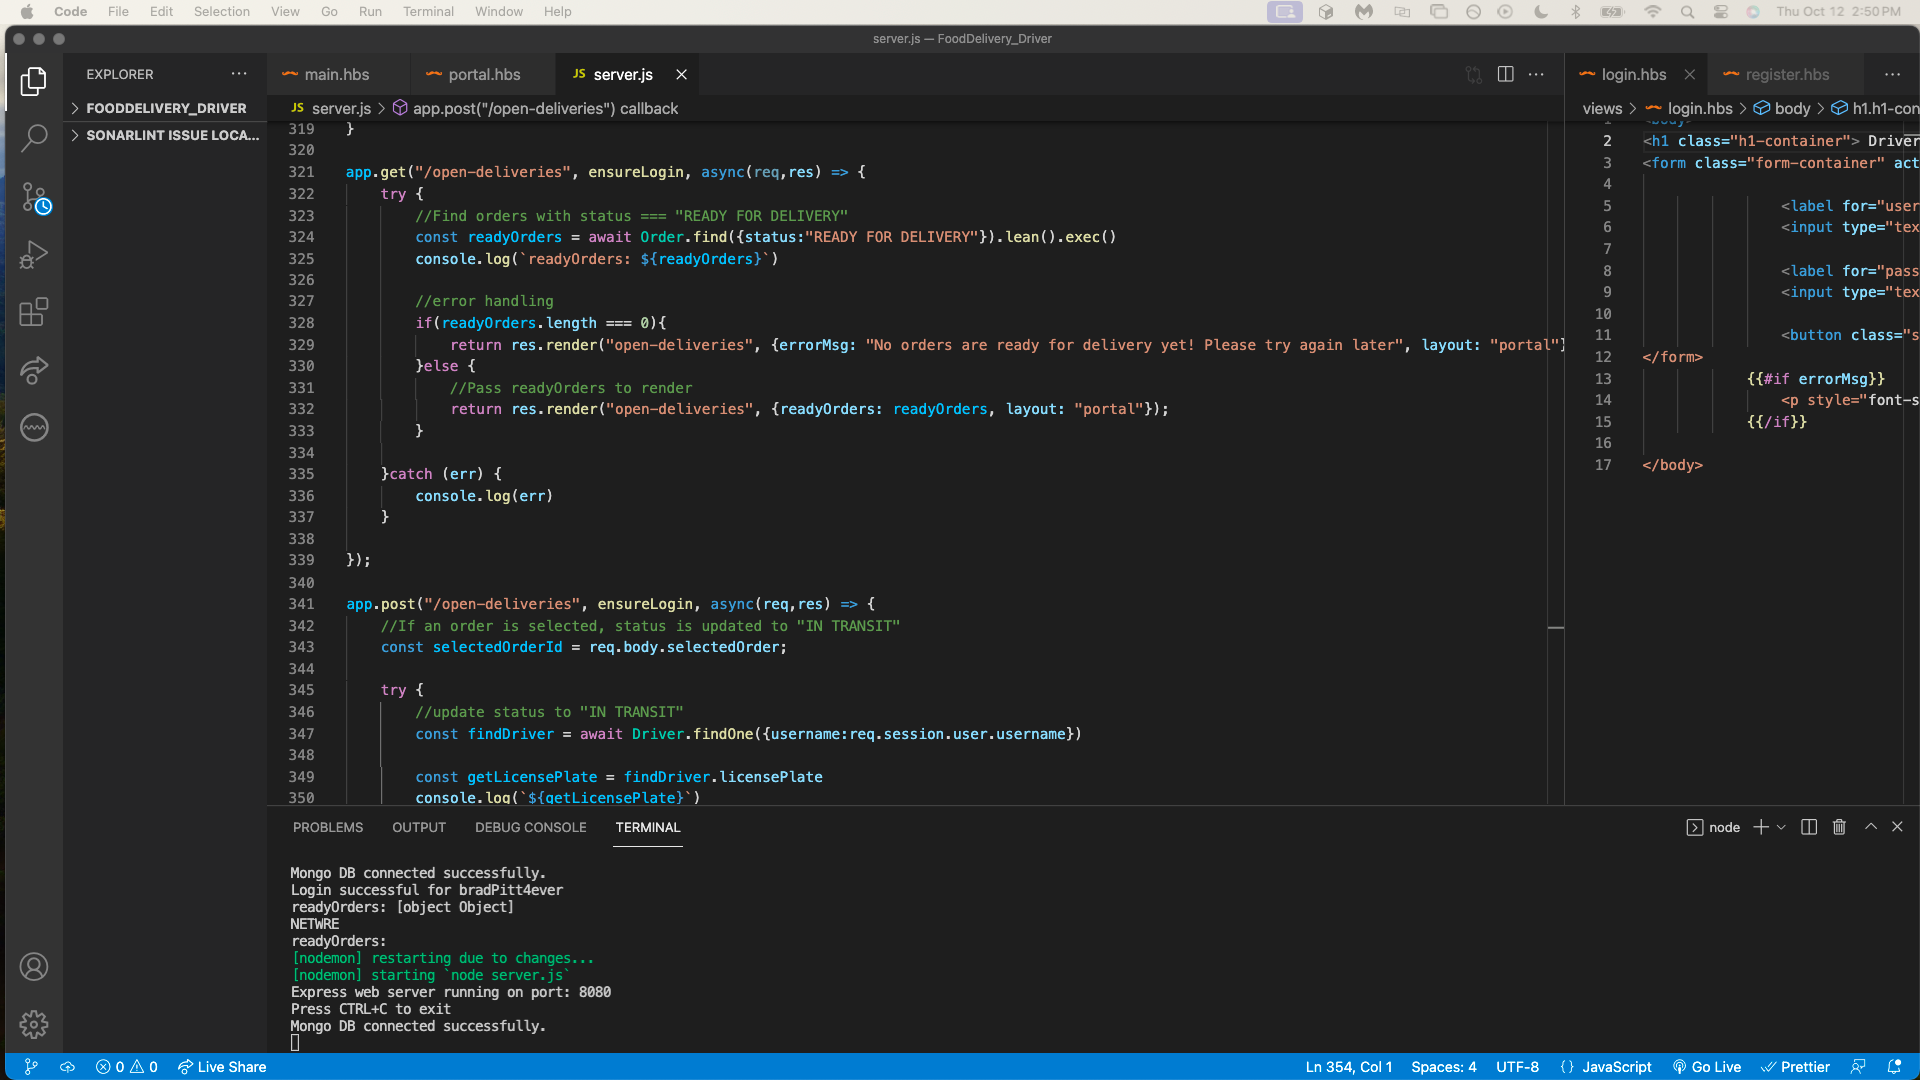 Code File Edit Selection View Go Run Terminal Window Help Thu Oct 12 2:50 PM
server.js — FoodDelivery_Driver
EXPLORER
FOODDELIVERY_DRIVER
SONARLINT ISSUE LOCA...
main.hbs portal.hbs JS server.js
JS server.js > app.post("/open-deliveries") callback
319 }
320
321 app.get("/open-deliveries", ensureLogin, async(req,res) => {
322 try {
323 //Find orders with status === "READY FOR DELIVERY"
324 const readyOrders = await Order.find({status:"READY FOR DELIVERY"}).lean().exec()
325 console.log(`readyOrders: ${readyOrders}`)
326
327 //error handling
328 if(readyOrders.length === 0){
329 return res.render("open-deliveries", {errorMsg: "No orders are ready for delivery yet! Please try again later", layout: "portal"}
330 }else {
331 //Pass readyOrders to render
332 return res.render("open-deliveries", {readyOrders: readyOrders, layout: "portal"});
333 }
334
335 }catch (err) {
336 console.log(err)
337 }
338
339 });
340
341 app.post("/open-deliveries", ensureLogin, async(req,res) => {
342 //If an order is selected, status is updated to "IN TRANSIT"
343 const selectedOrderId = req.body.selectedOrder;
344
345 try {
346 //update status to "IN TRANSIT"
347 const findDriver = await Driver.findOne({username:req.session.user.username})
348
349 const getLicensePlate = findDriver.licensePlate
350 console.log(`${getLicensePlate}`)
login.hbs register.hbs
views > login.hbs > body > h1.h1-con
1 <body>
2 <h1 class="h1-container"> Driver
3 <form class="form-container" act
4
5 <label for="user
6 <input type="tex
7
8 <label for="pass
9 <input type="tex
10
11 <button class="s
12 </form>
13 {{#if errorMsg}}
14 <p style="font-s
15 {{/if}}
16
17 </body>
PROBLEMS OUTPUT DEBUG CONSOLE TERMINAL
node
Mongo DB connected successfully.
Login successful for bradPitt4ever
readyOrders: [object Object]
NETWRE
readyOrders:
[nodemon] restarting due to changes...
[nodemon] starting `node server.js`
Express web server running on port: 8080
Press CTRL+C to exit
Mongo DB connected successfully.
0 0 Live Share
Ln 354, Col 1 Spaces: 4 UTF-8 {} JavaScript Go Live Prettier